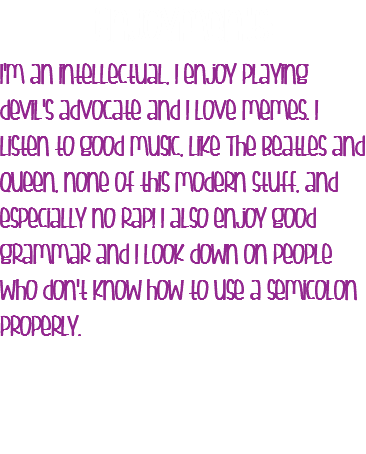 I'm an intellectual, I enjoy playing
devil's advocate and I love memes. I
listen to good music, like The Beatles and
Queen, none of this modern stuff, and
especially no rap! I also enjoy good
grammar and I look down on people
who don't know how to use a semicolon
properly.